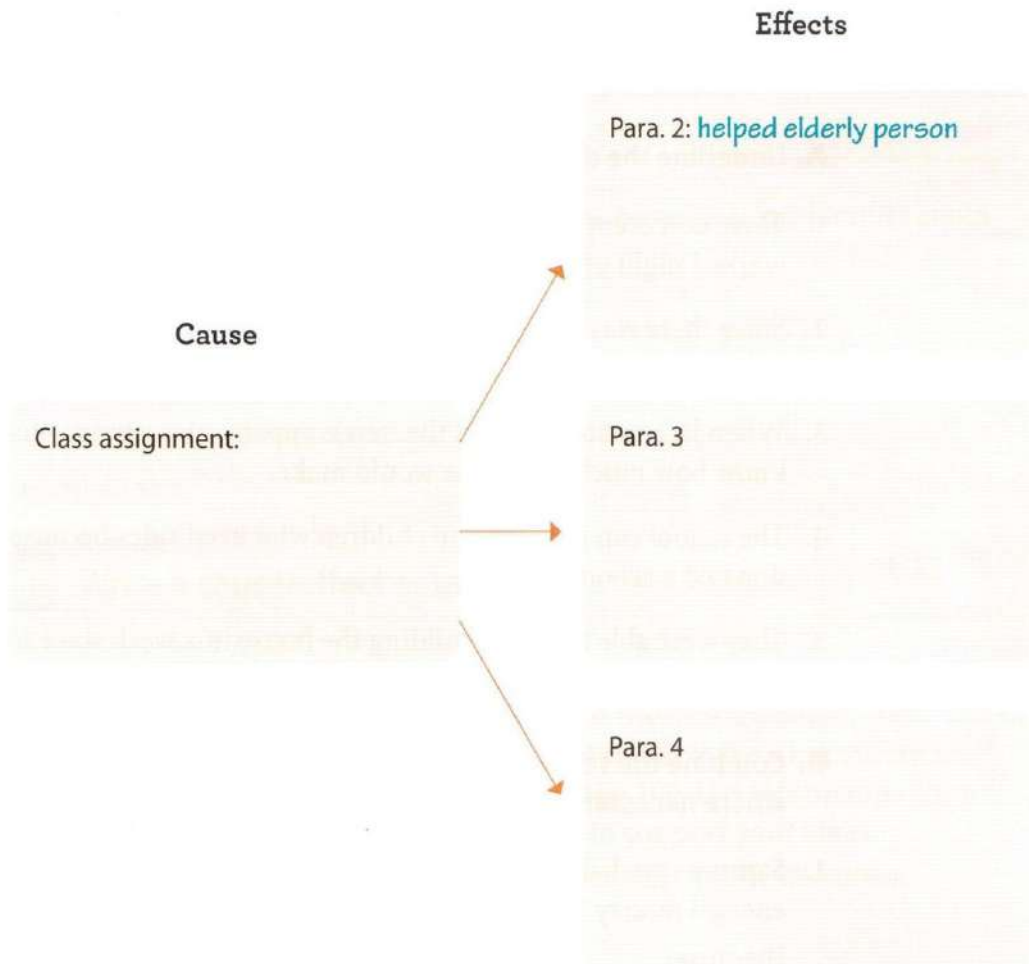 Effects
Para. 2: helped elderly person
Cause
Class assignment:
Para. 3
Para. 4